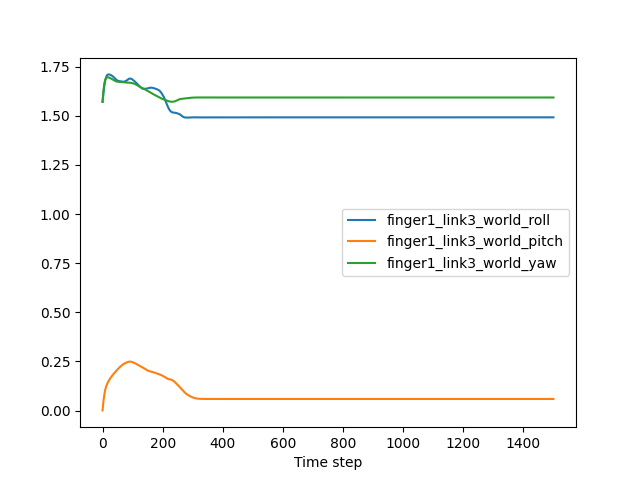 1.75
1.50
1.25
1.00
0.75
0.50
0.25
0.00
finger1_link3_world_roll
finger1_link3_world_pitch
finger1_link3_world_yaw
0 200 400 600 800 1000 1200 1400
Time step